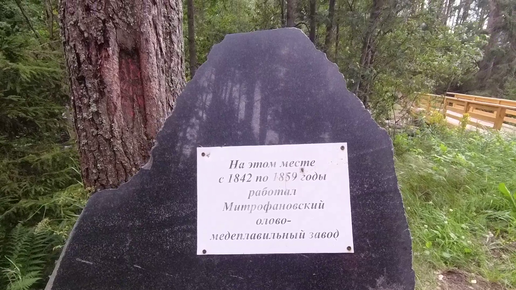 На этом месте
с 1842 по 1859 годы
работал
Митрофановский
олово-
медеплавильный завод